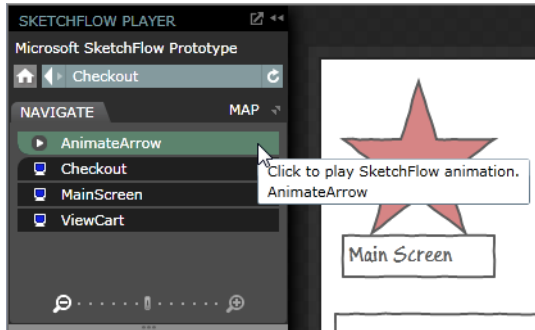 SKETCHFLOW PLAYER
Microsoft SketchFlow Prototype
Checkout
NAVIGATE
MAP
AnimateArrow
Checkout
MainScreen
ViewCart
Click to play SketchFlow animation.
AnimateArrow
Main Screen